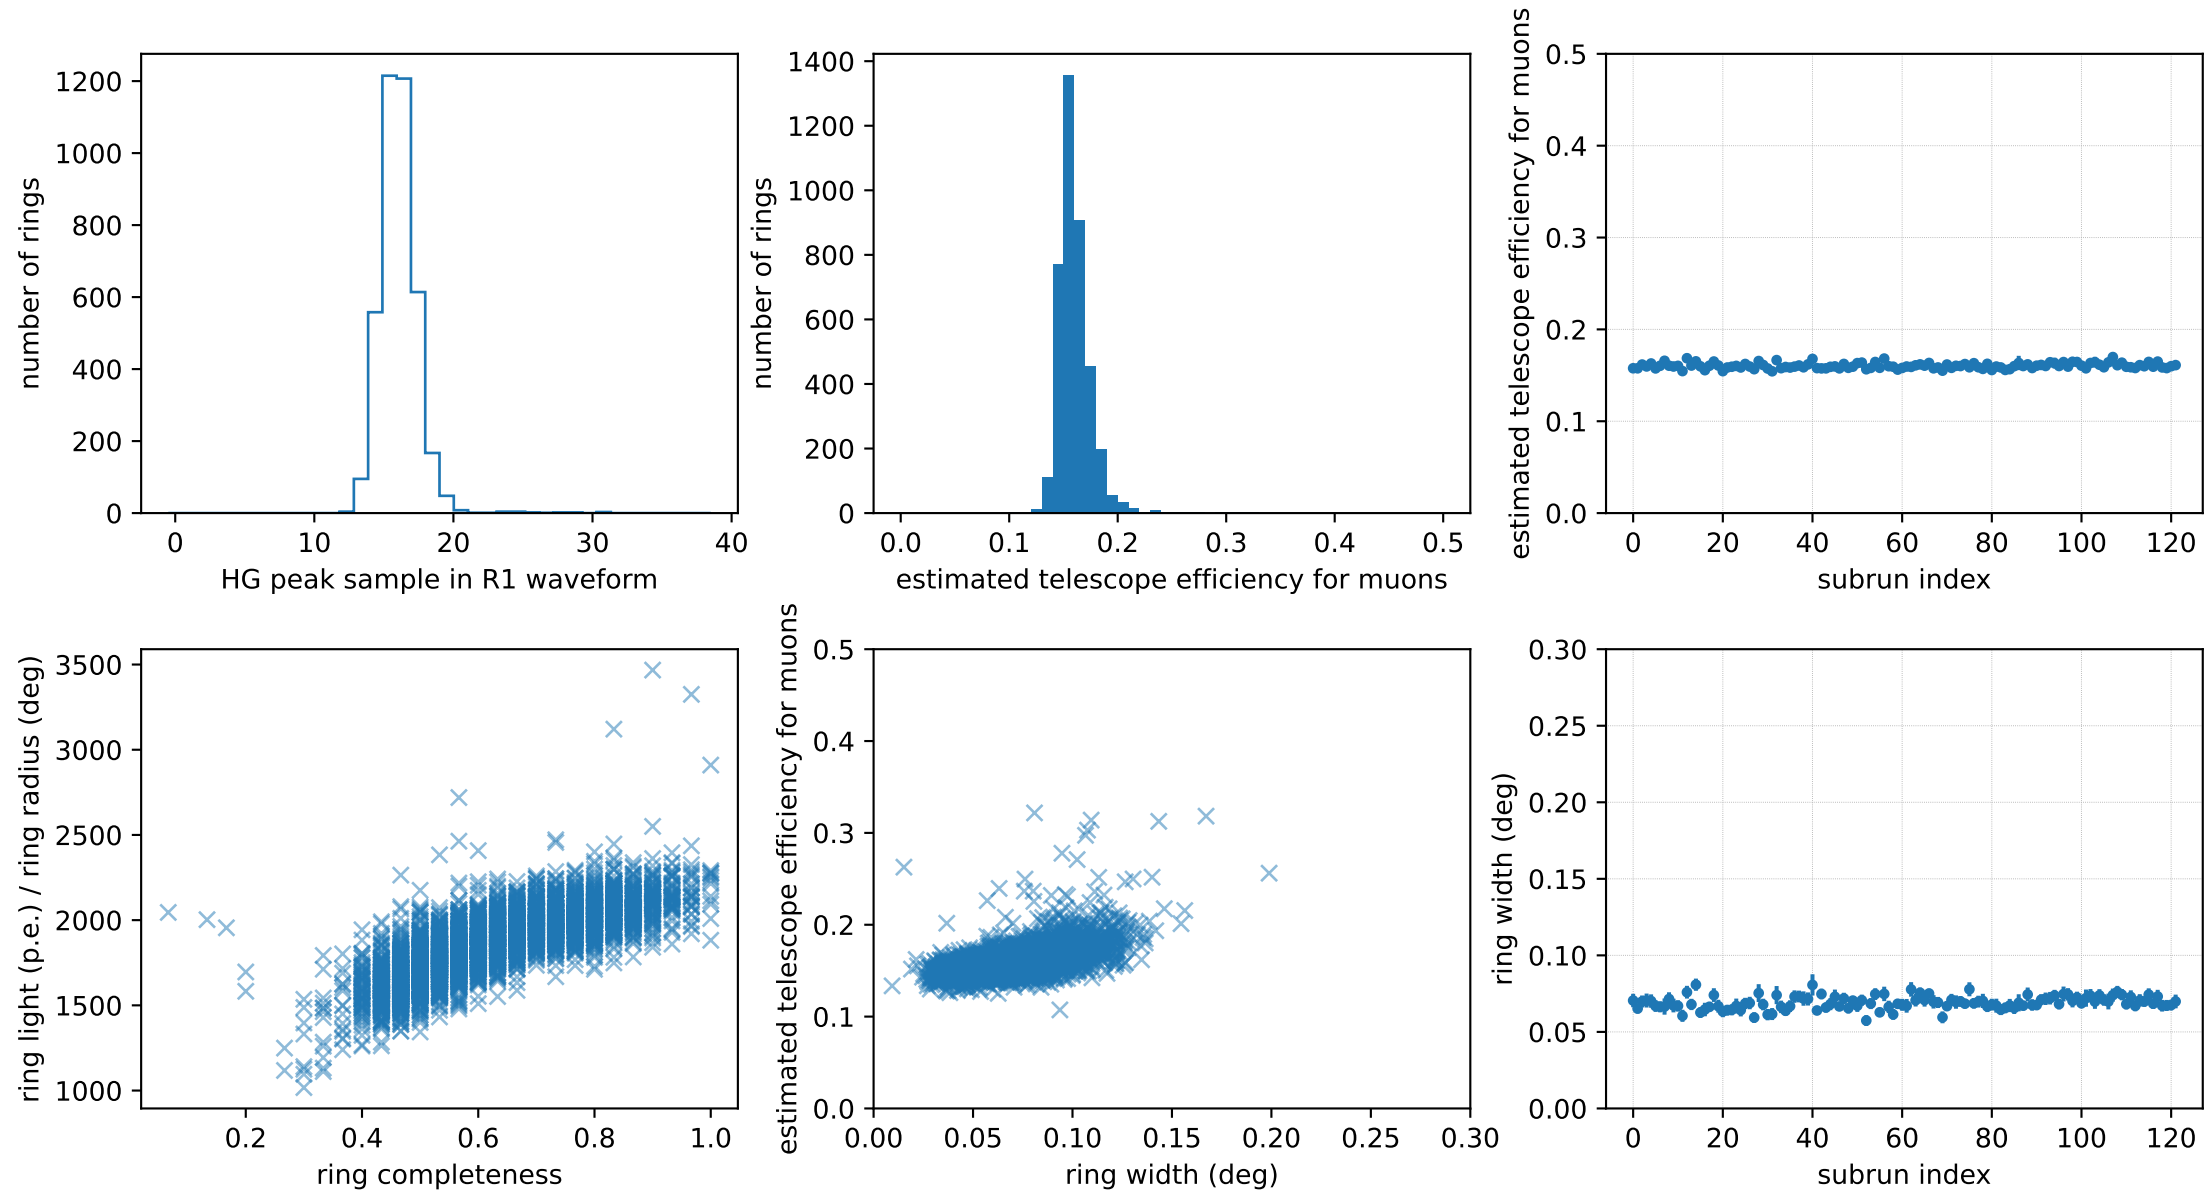 number of rings
1200
1000
800
600
400
200
0
0 10 20 30 40
HG peak sample in R1 waveform
number of rings
1400
1200
1000
800
600
400
200
0
0.0 0.1 0.2 0.3 0.4 0.5
estimated telescope efficiency for muons
estimated telescope efficiency for muons
0.5
0.4
0.3
0.2
0.1
0.0
0 20 40 60 80 100 120
subrun index
ring light (p.e.) / ring radius (deg)
3500
3000
2500
2000
1500
1000
0.2 0.4 0.6 0.8 1.0
ring completeness
estimated telescope efficiency for muons
0.5
0.4
0.3
0.2
0.1
0.0
0.00 0.05 0.10 0.15 0.20 0.25 0.30
ring width (deg)
ring width (deg)
0.30
0.25
0.20
0.15
0.10
0.05
0.00
0 20 40 60 80 100 120
subrun index